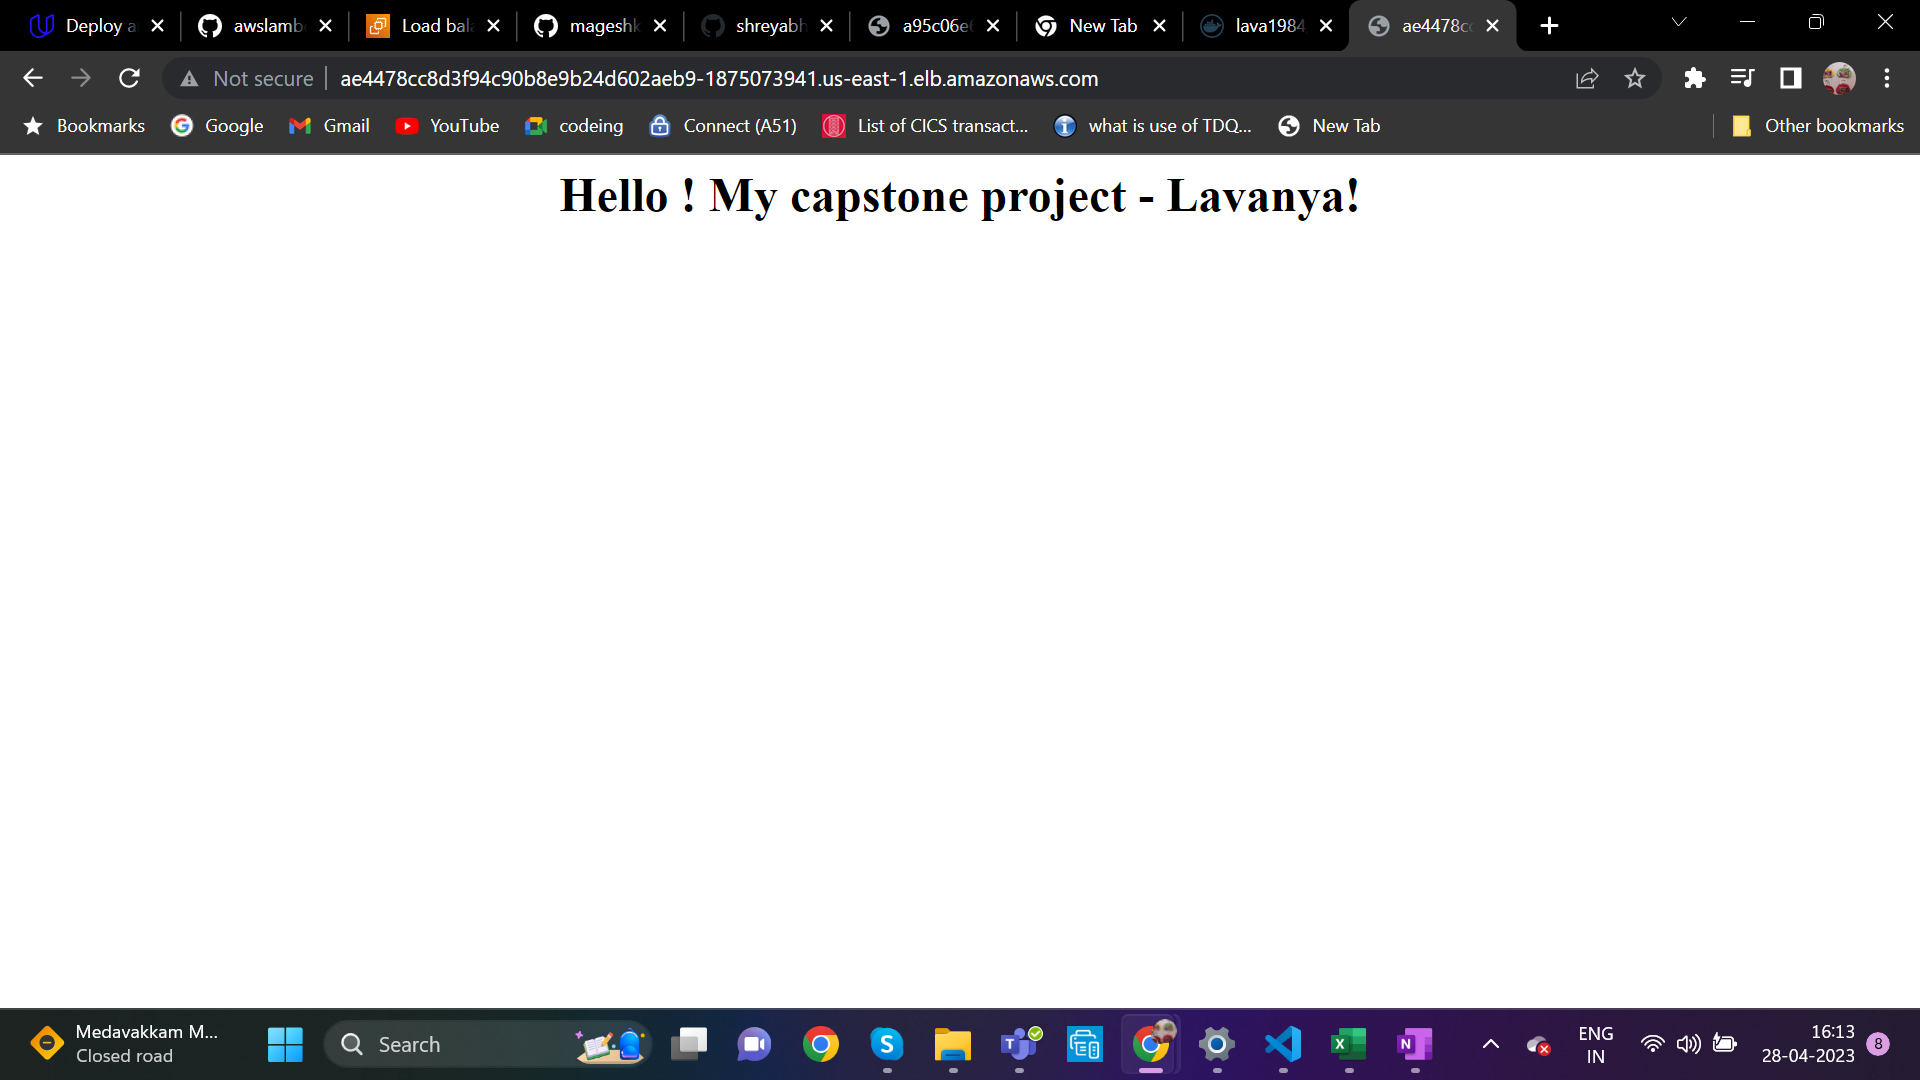 Deploy a
awslamb
Load bal
mageshk
shreyabh
a95c06e
New Tab
lava1984
ae4478cc
Not secure
ae4478cc8d3f94c90b8e9b24d602aeb9-1875073941.us-east-1.elb.amazonaws.com
Bookmarks
Google
Gmail
YouTube
codeing
Connect (A51)
List of CICS transact...
what is use of TDQ...
New Tab
Other bookmarks
Hello ! My capstone project - Lavanya!
Medavakkam M...
Closed road
Search
ENG
IN
16:13
28-04-2023
8